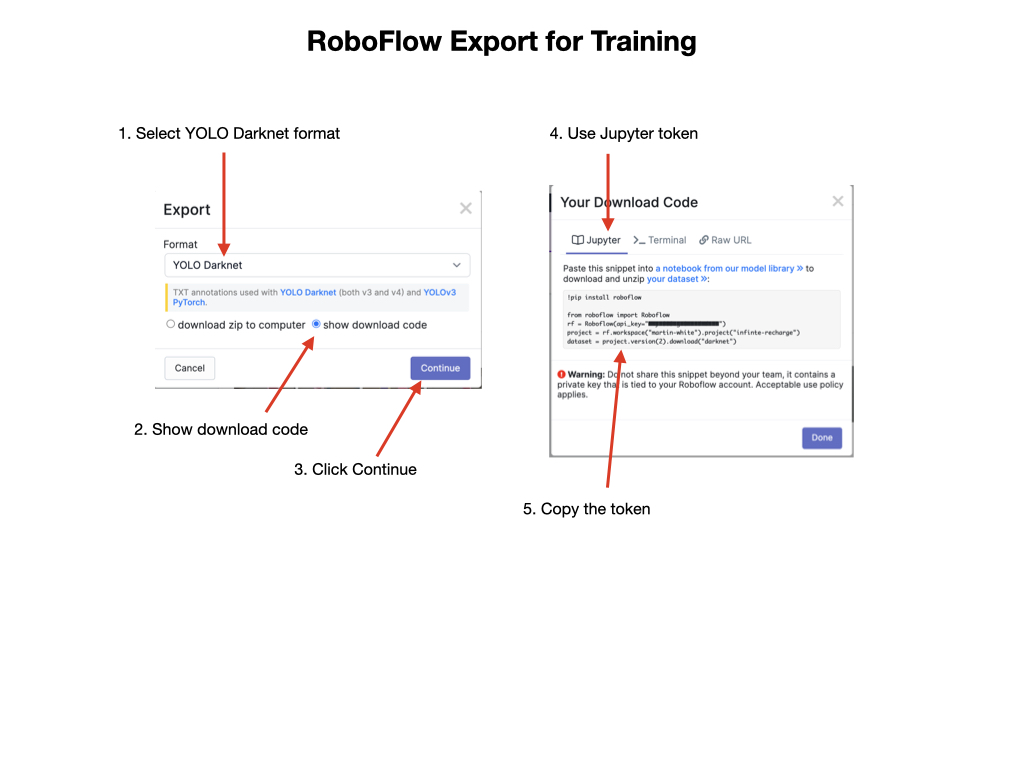 RoboFlow Export for Training
1. Select YOLO Darknet format
Export
Format
YOLO Darknet
TXT annotations used with YOLO Darknet (both v3 and v4) and YOLOv3
PyTorch.
download zip to computer
show download code
Cancel
Continue
2. Show download code
3. Click Continue
4. Use Jupyter token
Your Download Code
Jupyter
Terminal
Raw URL
Paste this snippet into a notebook from our model library » to
download and unzip your dataset »:
!pip install roboflow
from roboflow import Roboflow
rf = Roboflow(api_key="")
project = rf.workspace("martin-white").project("infinte-recharge")
dataset = project.version(2).download("darknet")
Warning: Do not share this snippet beyond your team, it contains a
private key that is tied to your Roboflow account. Acceptable use policy
applies.
Done
5. Copy the token